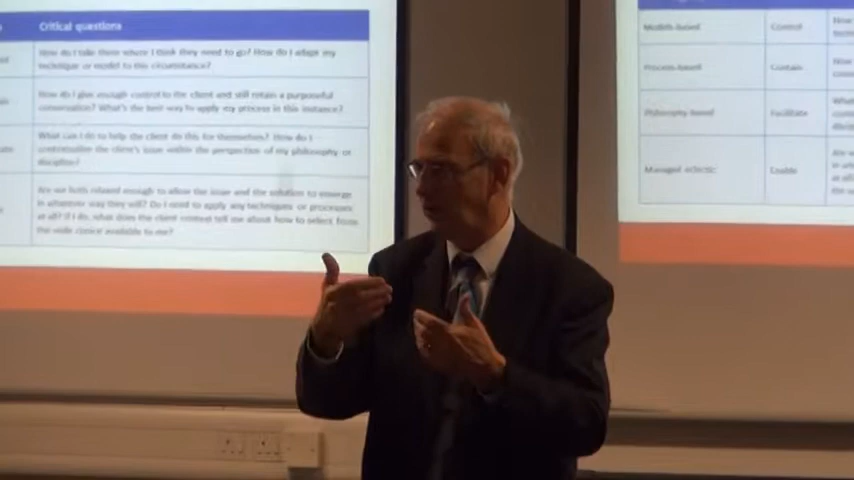 Critical questions
How do I take them where I think they need to go? How do I adapt my
technique or model to this circumstance?
How do I give enough control to the client and still retain a purposeful
conversation? What's the best way to apply my process in this instance?
What can I do to help the client do this for themselves? How do I
contextualise the client's issue within the perspective of my philosophy or
discipline?
Are we both relaxed enough to allow the issue and the solution to emerge
in whatever way they will? Do I need to apply any techniques or processes
at all? If I do, what does the client context tell me about how to select from
the wide choice available to me?
Models-based
Control
How
Process-based
Contain
How
Philosophy-based
Facilitate
What
Managed eclectic
Enable